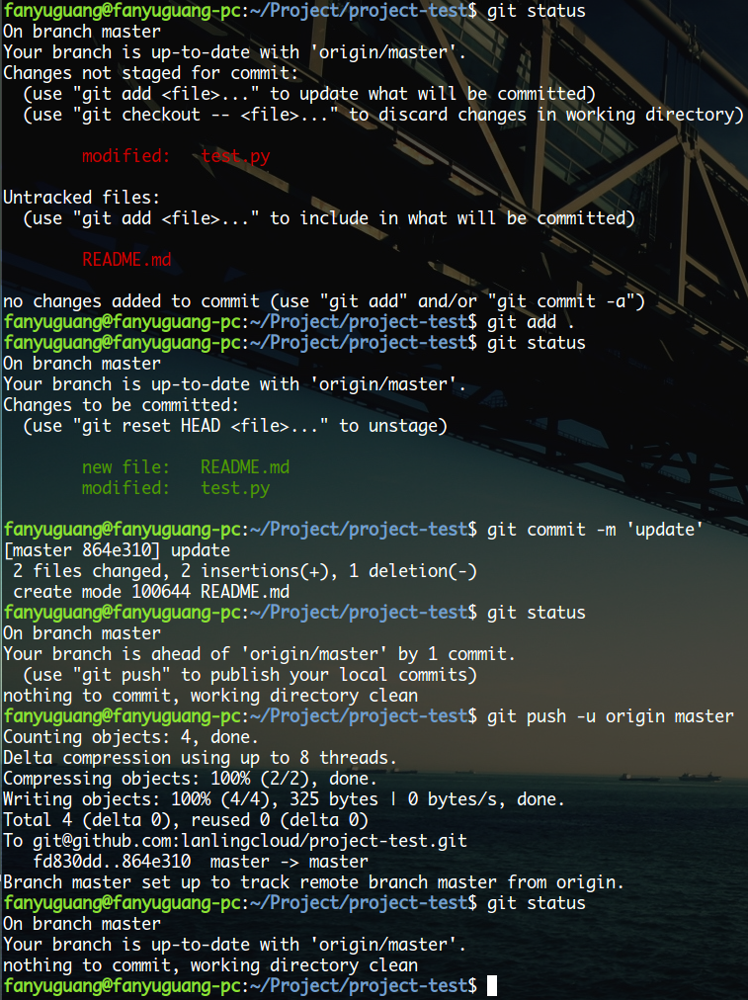 fanyuguang@fanyuguang-pc:~/Project/project-test$ git status
On branch master
Your branch is up-to-date with 'origin/master'.
Changes not staged for commit:
  (use "git add <file>..." to update what will be committed)
  (use "git checkout -- <file>..." to discard changes in working directory)
        modified:   test.py
Untracked files:
  (use "git add <file>..." to include in what will be committed)
        README.md
no changes added to commit (use "git add" and/or "git commit -a")
fanyuguang@fanyuguang-pc:~/Project/project-test$ git add .
fanyuguang@fanyuguang-pc:~/Project/project-test$ git status
On branch master
Your branch is up-to-date with 'origin/master'.
Changes to be committed:
  (use "git reset HEAD <file>..." to unstage)
        new file:   README.md
        modified:   test.py
fanyuguang@fanyuguang-pc:~/Project/project-test$ git commit -m 'update'
[master 864e310] update
 2 files changed, 2 insertions(+), 1 deletion(-)
 create mode 100644 README.md
fanyuguang@fanyuguang-pc:~/Project/project-test$ git status
On branch master
Your branch is ahead of 'origin/master' by 1 commit.
  (use "git push" to publish your local commits)
nothing to commit, working directory clean
fanyuguang@fanyuguang-pc:~/Project/project-test$ git push -u origin master
Counting objects: 4, done.
Delta compression using up to 8 threads.
Compressing objects: 100% (2/2), done.
Writing objects: 100% (4/4), 325 bytes | 0 bytes/s, done.
Total 4 (delta 0), reused 0 (delta 0)
To git@github.com:lanlingcloud/project-test.git
   fd830dd..864e310  master -> master
Branch master set up to track remote branch master from origin.
fanyuguang@fanyuguang-pc:~/Project/project-test$ git status
On branch master
Your branch is up-to-date with 'origin/master'.
nothing to commit, working directory clean
fanyuguang@fanyuguang-pc:~/Project/project-test$